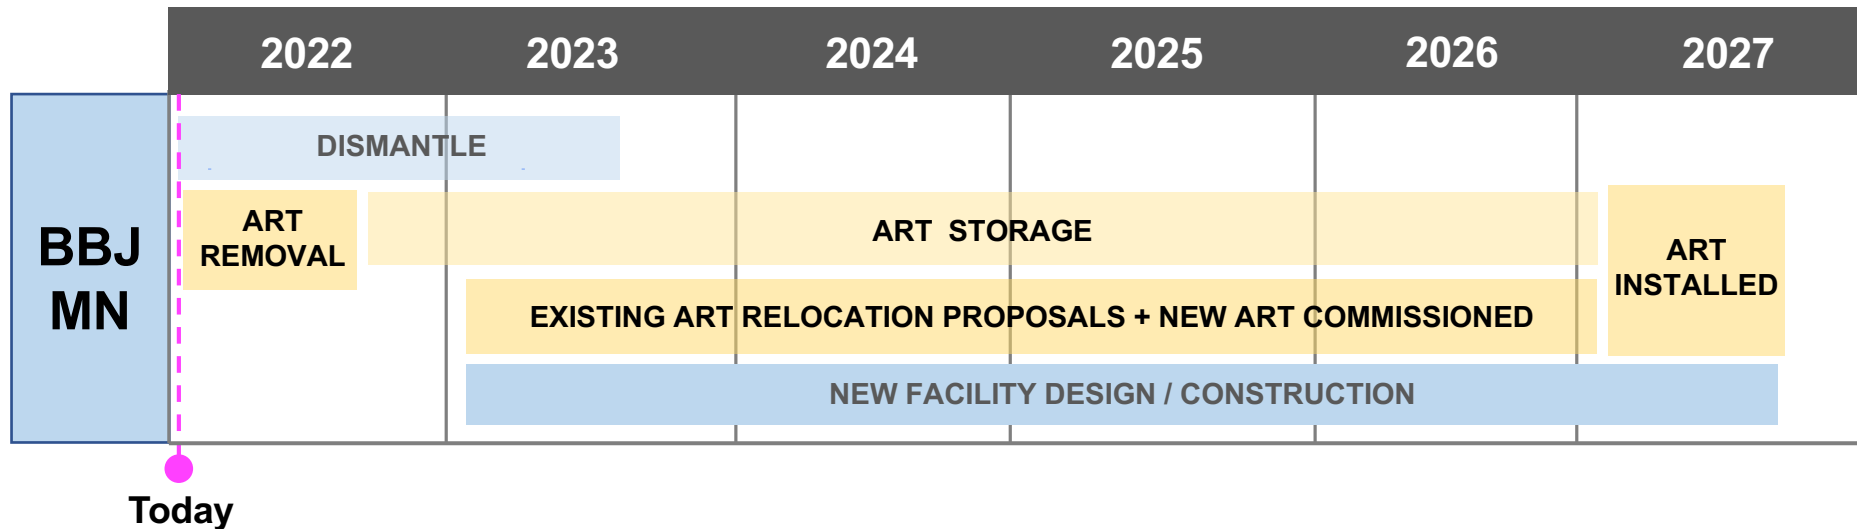 2022 2023 2024 2025 2026 2027
BBJ
MN
DISMANTLE
ART
REMOVAL
ART STORAGE
ART
INSTALLED
EXISTING ART RELOCATION PROPOSALS + NEW ART COMMISSIONED
NEW FACILITY DESIGN / CONSTRUCTION
Today